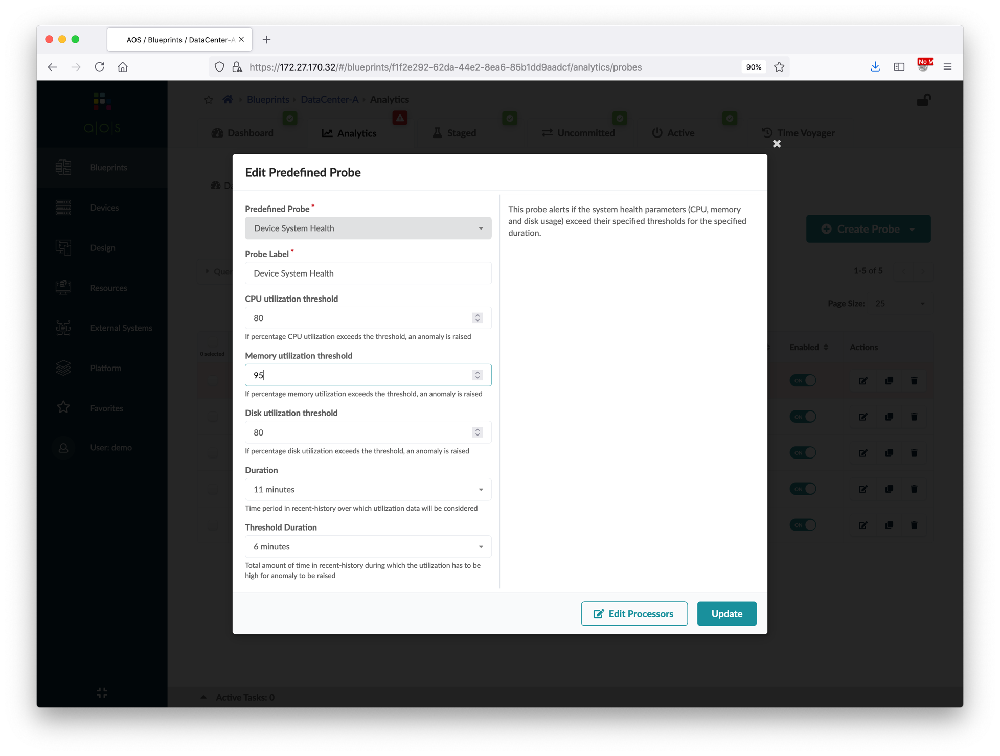 AOS / Blueprints / DataCenter-A
https://172.27.170.32/#/blueprints/f1f2e292-62da-44e2-8ea6-85b1dd9aadcf/analytics/probes
90%
No M
a|o|s
Blueprints
DataCenter-A
Analytics
Dashboard
Analytics
Staged
Uncommitted
Active
Time Voyager
Blueprints
Devices
Design
Resources
External Systems
Platform
Favorites
User: demo
Edit Predefined Probe
Predefined Probe *
Device System Health
Probe Label *
Device System Health
CPU utilization threshold
80
If percentage CPU utilization exceeds the threshold, an anomaly is raised
Memory utilization threshold
95
If percentage memory utilization exceeds the threshold, an anomaly is raised
Disk utilization threshold
80
If percentage disk utilization exceeds the threshold, an anomaly is raised
Duration
11 minutes
Time period in recent-history over which utilization data will be considered
Threshold Duration
6 minutes
Total amount of time in recent-history during which the utilization has to be
high for anomaly to be raised
This probe alerts if the system health parameters (CPU, memory
and disk usage) exceed their specified thresholds for the specified
duration.
Edit Processors
Update
Create Probe
1-5 of 5
Page Size: 25
0 selected
Enabled
Actions
ON
ON
ON
ON
ON
Active Tasks: 0